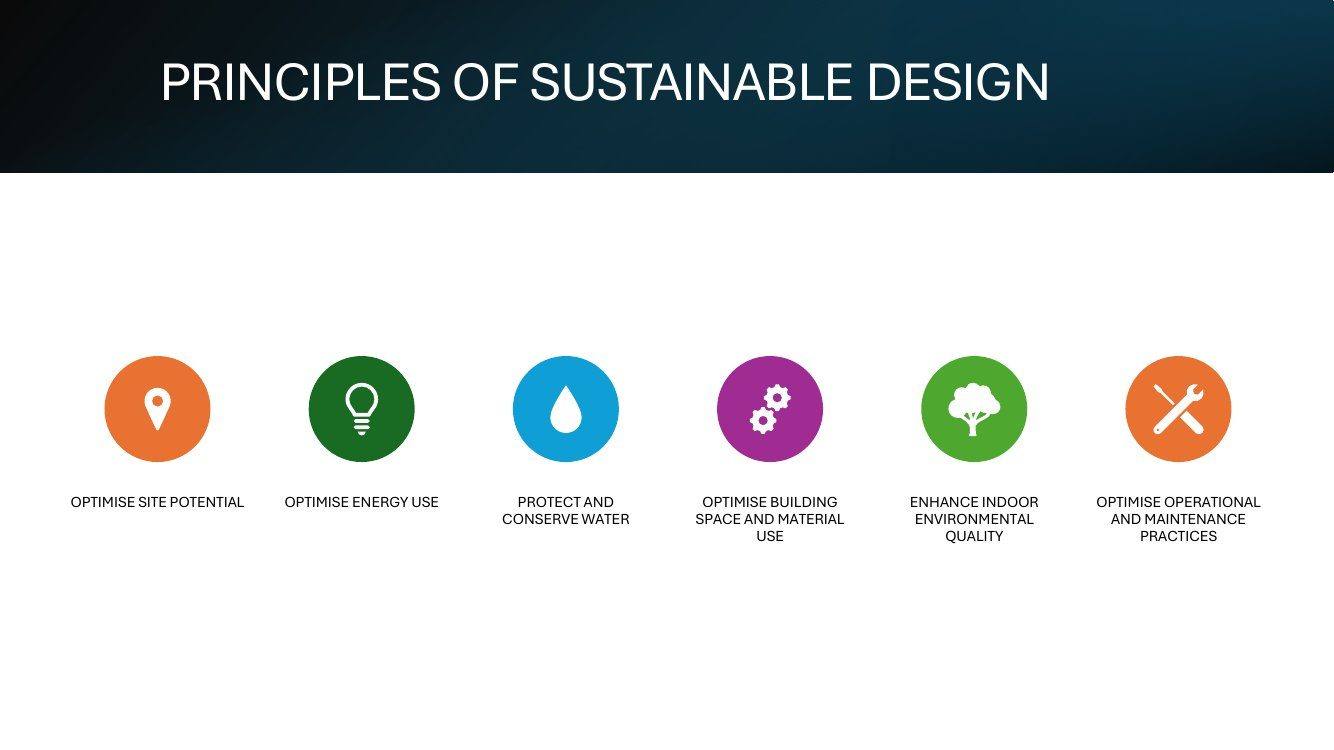 PRINCIPLES OF SUSTAINABLE DESIGN
OPTIMISE SITE POTENTIAL
OPTIMISE ENERGY USE
PROTECT AND
CONSERVE WATER
OPTIMISE BUILDING
SPACE AND MATERIAL
USE
ENHANCE INDOOR
ENVIRONMENTAL
QUALITY
OPTIMISE OPERATIONAL
AND MAINTENANCE
PRACTICES